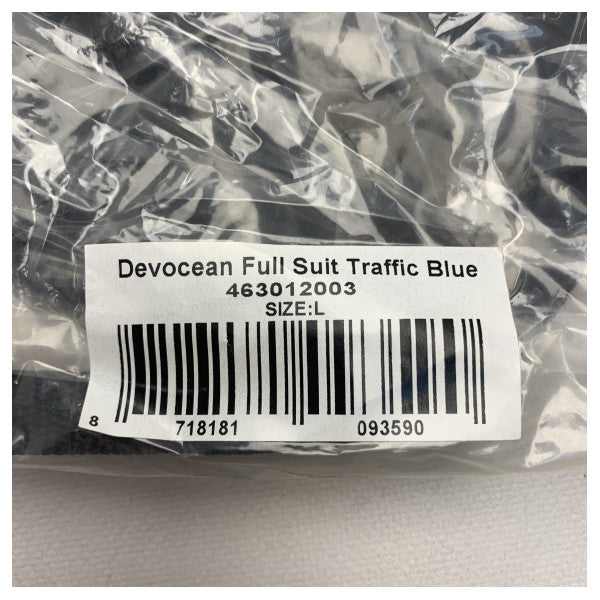 Devocean Full Suit Traffic Blue
463012003
SIZE:L
8 718181 093590